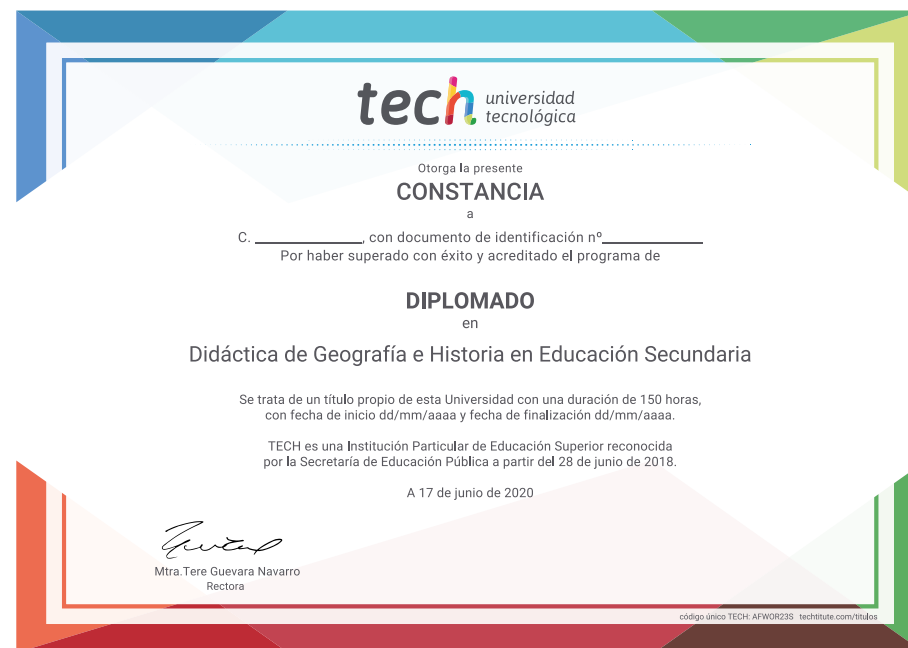 tech universidad
tecnológica
Otorga la presente
CONSTANCIA
a
C. ____________, con documento de identificación nº____________
Por haber superado con éxito y acreditado el programa de
DIPLOMADO
en
Didáctica de Geografía e Historia en Educación Secundaria
Se trata de un título propio de esta Universidad con una duración de 150 horas,
con fecha de inicio dd/mm/aaaa y fecha de finalización dd/mm/aaaa.
TECH es una Institución Particular de Educación Superior reconocida
por la Secretaría de Educación Pública a partir del 28 de junio de 2018.
A 17 de junio de 2020
Mtra.Tere Guevara Navarro
Rectora
código único TECH: AFWOR23S techtitute.com/titulos